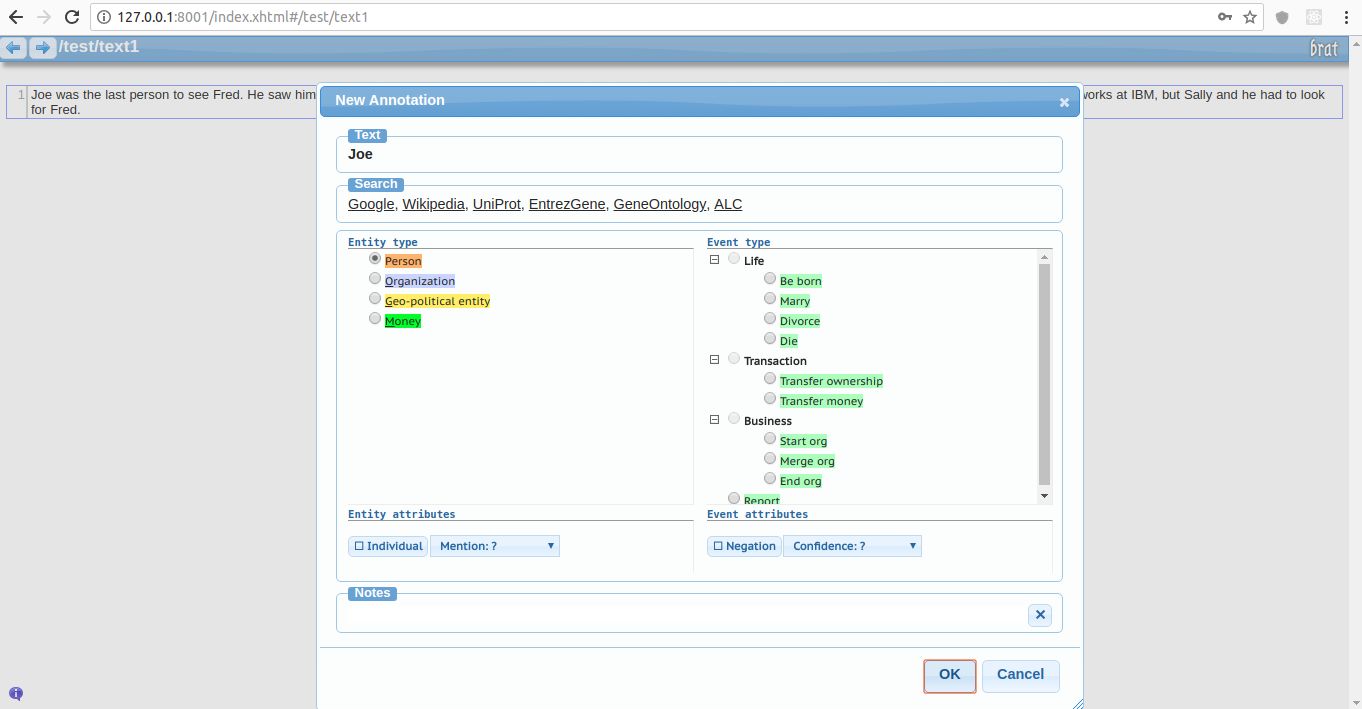 127.0.0.1:8001/index.xhtml#/test/text1
/test/text1
brat
1 Joe was the last person to see Fred. He saw him
works at IBM, but Sally and he had to look
for Fred.
New Annotation
Text
Joe
Search
Google, Wikipedia, UniProt, EntrezGene, GeneOntology, ALC
Entity type
Person
Organization
Geo-political entity
Money
Event type
Life
Be born
Marry
Divorce
Die
Transaction
Transfer ownership
Transfer money
Business
Start org
Merge org
End org
Report
Entity attributes
Individual Mention: ?
Event attributes
Negation Confidence: ?
Notes
OK Cancel